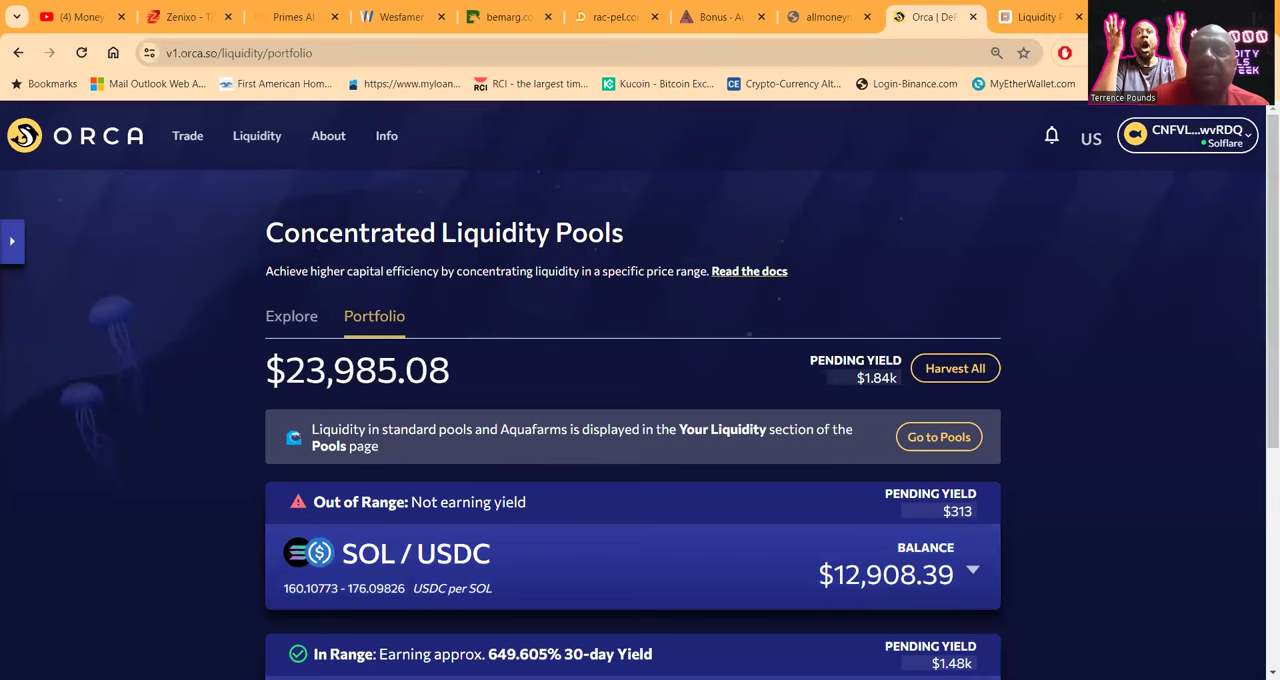 (4) Money
Zenixo - T
Primes AI
Wesfamer
bemarg.co
rac-pel.co
Bonus - Au
allmoneyn
Orca | DeF
Liquidity P
v1.orca.so/liquidity/portfolio
Bookmarks
Mail Outlook Web A...
First American Hom...
https://www.myloan...
RCI
RCI - the largest tim...
Kucoin - Bitcoin Exc...
CE
Crypto-Currency Alt...
Login-Binance.com
MyEtherWallet.com
Terrence Pounds
ORCA
Trade
Liquidity
About
Info
US
CNFVL...wvRDQ
Solflare
Concentrated Liquidity Pools
Achieve higher capital efficiency by concentrating liquidity in a specific price range. Read the docs
Explore
Portfolio
$23,985.08
PENDING YIELD
$1.84k
Harvest All
Liquidity in standard pools and Aquafarms is displayed in the Your Liquidity section of the
Pools page
Go to Pools
Out of Range: Not earning yield
PENDING YIELD
$313
SOL / USDC
160.10773 - 176.09826 USDC per SOL
BALANCE
$12,908.39
In Range: Earning approx. 649.605% 30-day Yield
PENDING YIELD
$1.48k